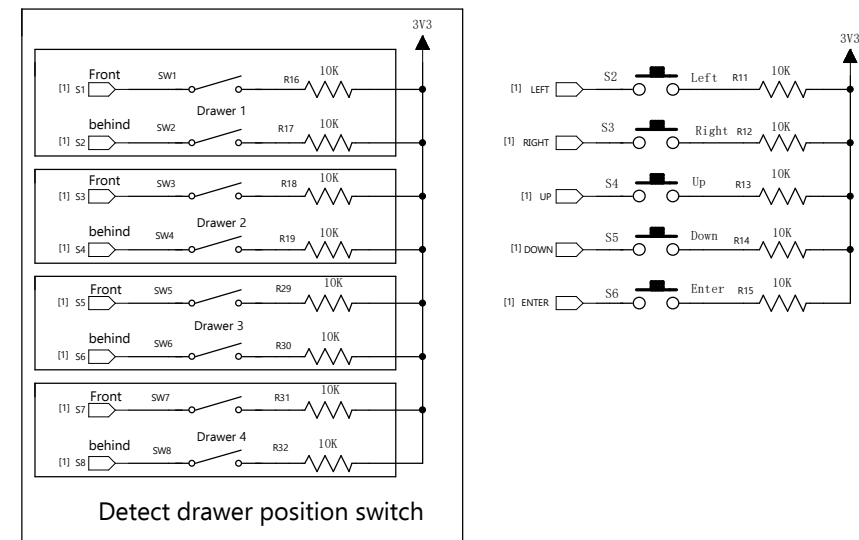 3V3
Front SW1 R16 10K
[1] S1
Drawer 1
behind SW2 R17 10K
[1] S2
Front SW3 R18 10K
[1] S3
Drawer 2
behind SW4 R19 10K
[1] S4
Front SW5 R29 10K
[1] S5
Drawer 3
behind SW6 R30 10K
[1] S6
Front SW7 R31 10K
[1] S7
Drawer 4
behind SW8 R32 10K
[1] S8
Detect drawer position switch
3V3
[1] LEFT S2 Left R11 10K
[1] RIGHT S3 Right R12 10K
[1] UP S4 Up R13 10K
[1] DOWN S5 Down R14 10K
[1] ENTER S6 Enter R15 10K